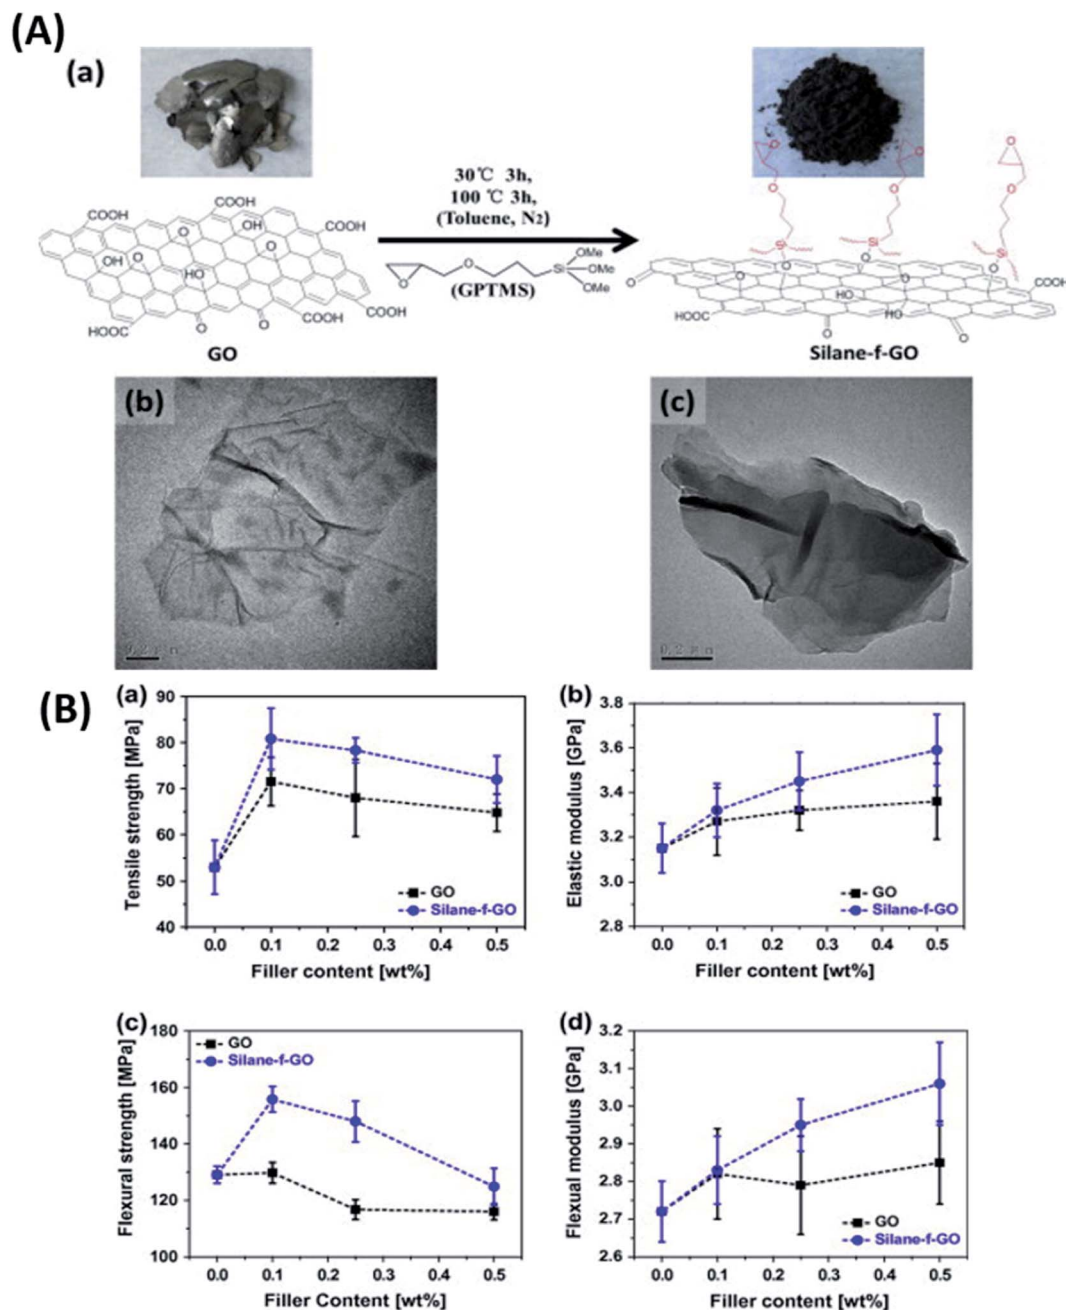 (A)
(a)
30℃ 3h,
100 ℃ 3h,
(Toluene, N2)
COOH
COOH
COOH
OH
O
O
OH
O
HO
HOOC
O
O
COOH
COOH
GO
O
O
Si
OMe
OMe
OMe
(GPTMS)
O
O
O
O
O
O
Si
Si
Si
O
O
O
O
O
O
COOH
HOOC
HO
HO
O
O
Silane-f-GO
(b)
(c)
0.2 μm
(B)
(a)
Tensile strength [MPa]
90
80
70
60
50
40
GO
Silane-f-GO
0.0 0.1 0.2 0.3 0.4 0.5
Filler content [wt%]
(b)
Elastic modulus [GPa]
3.8
3.6
3.4
3.2
3.0
2.8
GO
Silane-f-GO
0.0 0.1 0.2 0.3 0.4 0.5
Filler content [wt%]
(c)
Flexural strength [MPa]
180
160
140
120
100
GO
Silane-f-GO
0.0 0.1 0.2 0.3 0.4 0.5
Filler Content [wt%]
(d)
Flexual modulus [GPa]
3.2
3.1
3.0
2.9
2.8
2.7
2.6
GO
Silane-f-GO
0.0 0.1 0.2 0.3 0.4 0.5
Filler Content [wt%]